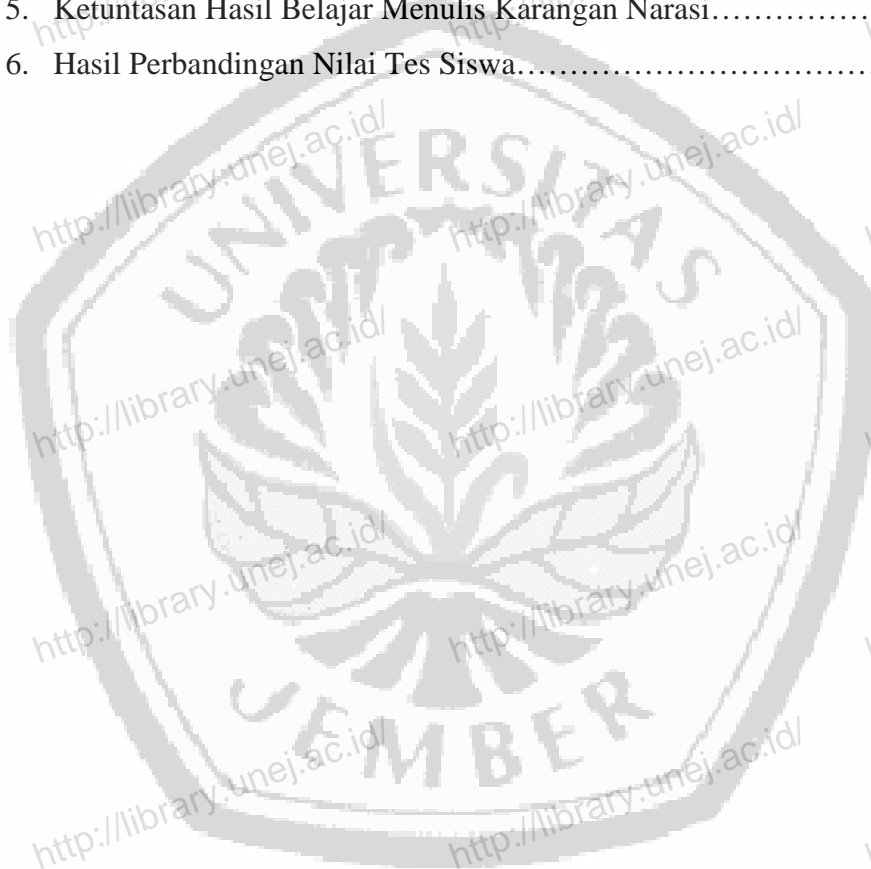 5. Ketuntasan Hasil Belajar Menulis Karangan Narasi……………
6. Hasil Perbandingan Nilai Tes Siswa……………………………
http://library.unej.ac.id/ http://library.unej.ac.id/
UNIVERSITAS
http://library.unej.ac.id/ http://library.unej.ac.id/
http://library.unej.ac.id/ http://library.unej.ac.id/
JEMBER
http://library.unej.ac.id/ http://library.unej.ac.id/